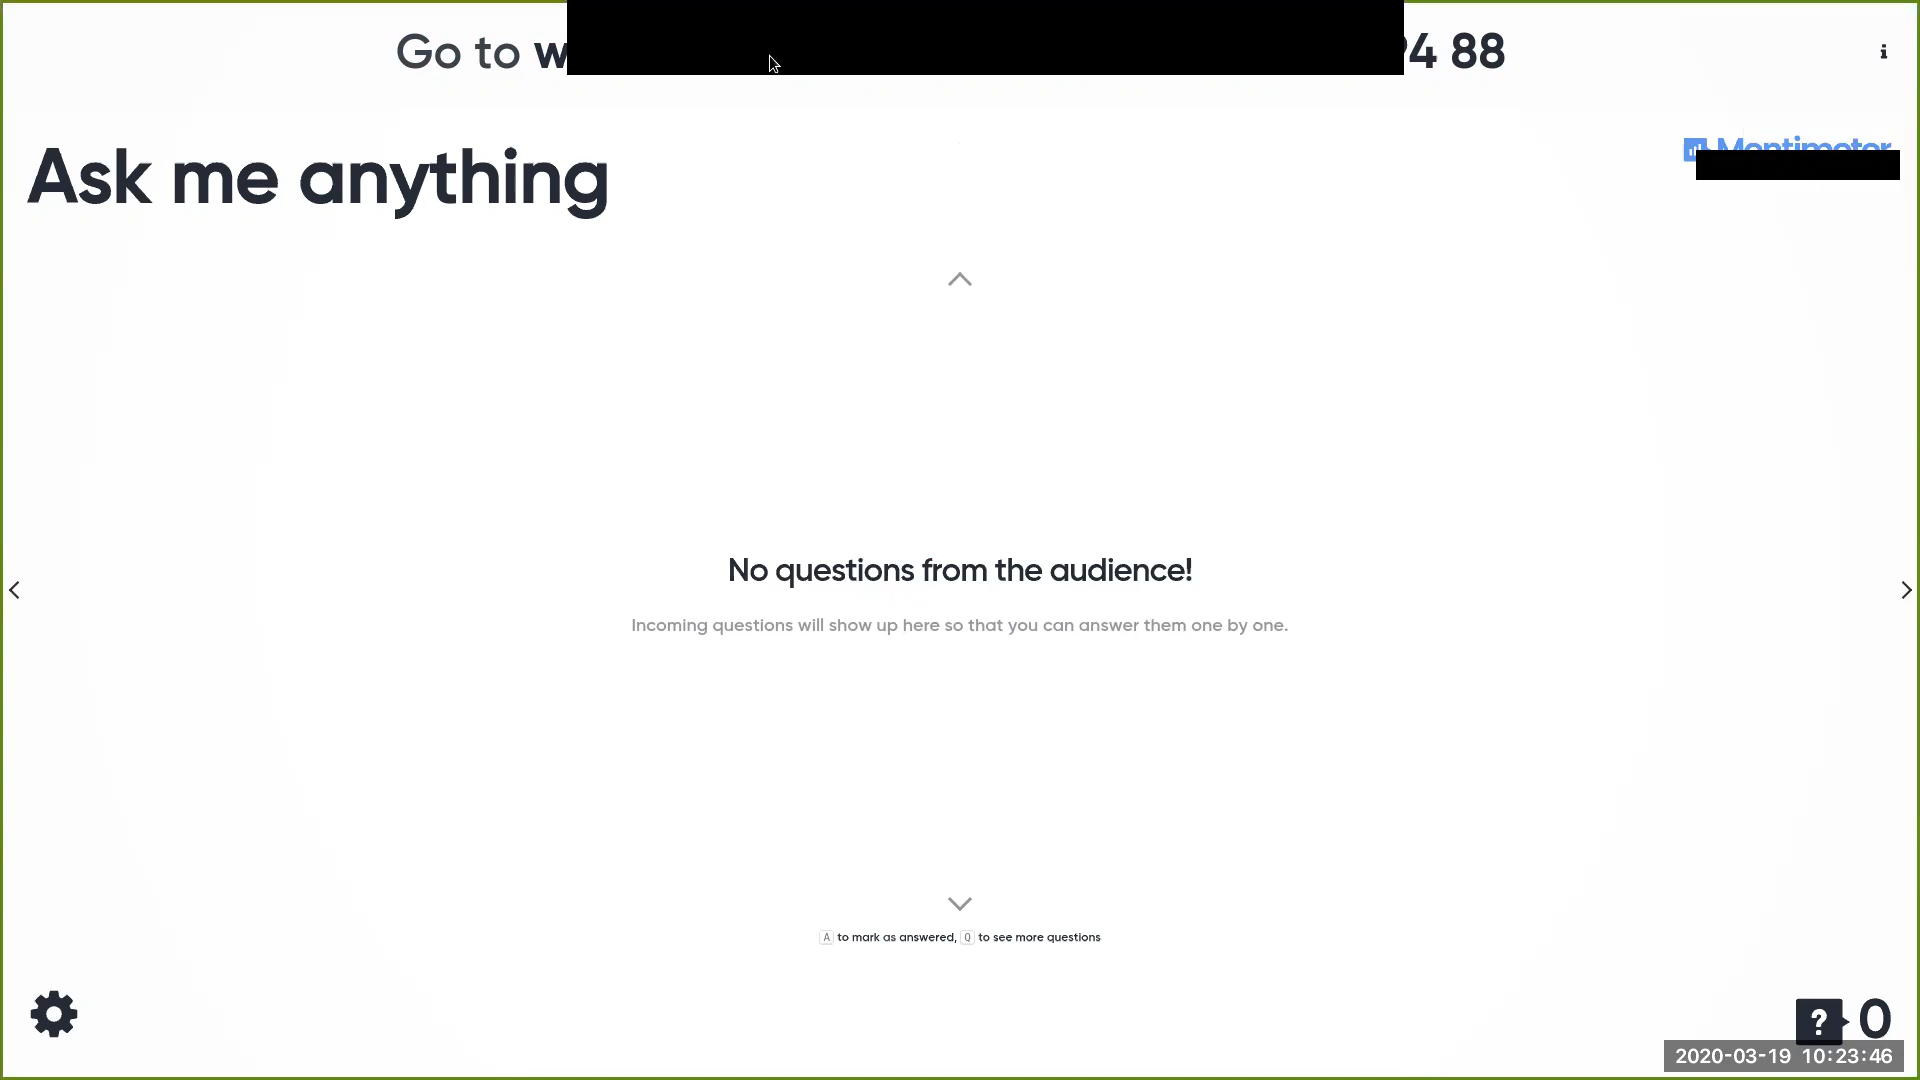 Go to
4 88
Ask me anything
Mentimeter
No questions from the audience!
Incoming questions will show up here so that you can answer them one by one.
A to mark as answered, Q to see more questions
? 0
2020-03-19 10:23:46